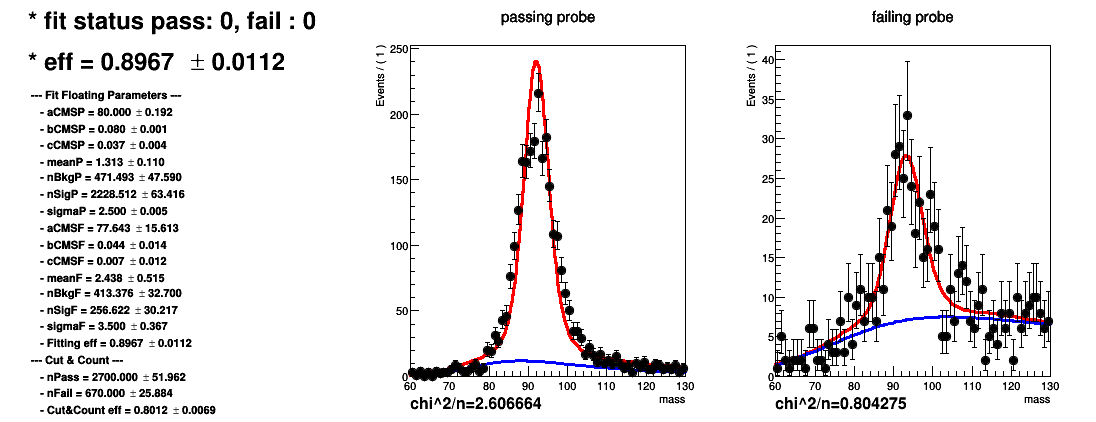 * fit status pass: 0, fail : 0
* eff = 0.8967 ± 0.0112
--- Fit Floating Parameters ---
- aCMSP = 80.000 ± 0.192
- bCMSP = 0.080 ± 0.001
- cCMSP = 0.037 ± 0.004
- meanP = 1.313 ± 0.110
- nBkgP = 471.493 ± 47.590
- nSigP = 2228.512 ± 63.416
- sigmaP = 2.500 ± 0.005
- aCMSF = 77.643 ± 15.613
- bCMSF = 0.044 ± 0.014
- cCMSF = 0.007 ± 0.012
- meanF = 2.438 ± 0.515
- nBkgF = 413.376 ± 32.700
- nSigF = 256.622 ± 30.217
- sigmaF = 3.500 ± 0.367
- Fitting eff = 0.8967 ± 0.0112
--- Cut & Count ---
- nPass = 2700.000 ± 51.962
- nFail = 670.000 ± 25.884
- Cut&Count eff = 0.8012 ± 0.0069
passing probe
Events / ( 1 )
250
200
150
100
50
0
60 70 80 90 100 110 120 130
mass
chi^2/n=2.606664
failing probe
Events / ( 1 )
40
35
30
25
20
15
10
5
0
60 70 80 90 100 110 120 130
mass
chi^2/n=0.804275